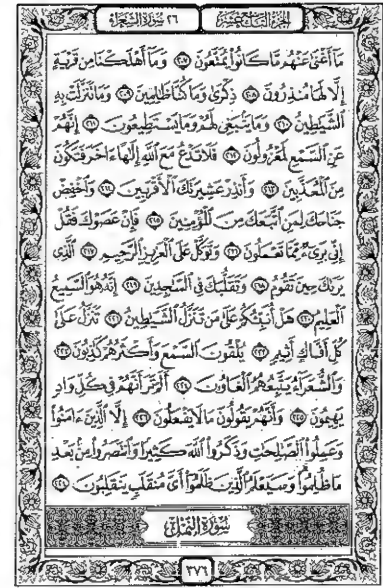 الجزء التاسع عشر
٢٦ سورة الشعراء
مَآ أَغْنَىٰ عَنْهُم مَّا كَانُوا۟ يُمَتَّعُونَ ٢٠٧ وَمَآ أَهْلَكْنَا مِن قَرْيَةٍ
إِلَّا لَهَا مُنذِرُونَ ٢٠٨ ذِكْرَىٰ وَمَا كُنَّا ظَٰلِمِينَ ٢٠٩ وَمَا تَنَزَّلَتْ بِهِ
ٱلشَّيَٰطِينُ ٢١٠ وَمَا يَنۢبَغِى لَهُمْ وَمَا يَسْتَطِيعُونَ ٢١١ إِنَّهُمْ
عَنِ ٱلسَّمْعِ لَمَعْزُولُونَ ٢١٢ فَلَا تَدْعُ مَعَ ٱللَّهِ إِلَٰهًا ءَاخَرَ فَتَكُونَ
مِنَ ٱلْمُعَذَّبِينَ ٢١٣ وَأَنذِرْ عَشِيرَتَكَ ٱلْأَقْرَبِينَ ٢١٤ وَٱخْفِضْ
جَنَاحَكَ لِمَنِ ٱتَّبَعَكَ مِنَ ٱلْمُؤْمِنِينَ ٢١٥ فَإِنْ عَصَوْكَ فَقُلْ
إِنِّى بَرِىٓءٌ مِّمَّا تَعْمَلُونَ ٢١٦ وَتَوَكَّلْ عَلَى ٱلْعَزِيزِ ٱلرَّحِيمِ ٢١٧ ٱلَّذِى
يَرَىٰكَ حِينَ تَقُومُ ٢١٨ وَتَقَلُّبَكَ فِى ٱلسَّٰجِدِينَ ٢١٩ إِنَّهُۥ هُوَ ٱلسَّمِيعُ
ٱلْعَلِيمُ ٢٢٠ هَلْ أُنَبِّئُكُمْ عَلَىٰ مَن تَنَزَّلُ ٱلشَّيَٰطِينُ ٢٢١ تَنَزَّلُ عَلَىٰ
كُلِّ أَفَّاكٍ أَثِيمٍ ٢٢٢ يُلْقُونَ ٱلسَّمْعَ وَأَكْثَرُهُمْ كَٰذِبُونَ ٢٢٣
وَٱلشُّعَرَآءُ يَتَّبِعُهُمُ ٱلْغَاوُۥنَ ٢٢٤ أَلَمْ تَرَ أَنَّهُمْ فِى كُلِّ وَادٍ
يَهِيمُونَ ٢٢٥ وَأَنَّهُمْ يَقُولُونَ مَا لَا يَفْعَلُونَ ٢٢٦ إِلَّا ٱلَّذِينَ ءَامَنُوا۟
وَعَمِلُوا۟ ٱلصَّٰلِحَٰتِ وَذَكَرُوا۟ ٱللَّهَ كَثِيرًا وَٱنتَصَرُوا۟ مِنۢ بَعْدِ
مَا ظُلِمُوا۟ وَسَيَعْلَمُ ٱلَّذِينَ ظَلَمُوٓا۟ أَىَّ مُنقَلَبٍ يَنقَلِبُونَ ٢٢٧
سورة النمل
٣٧٦